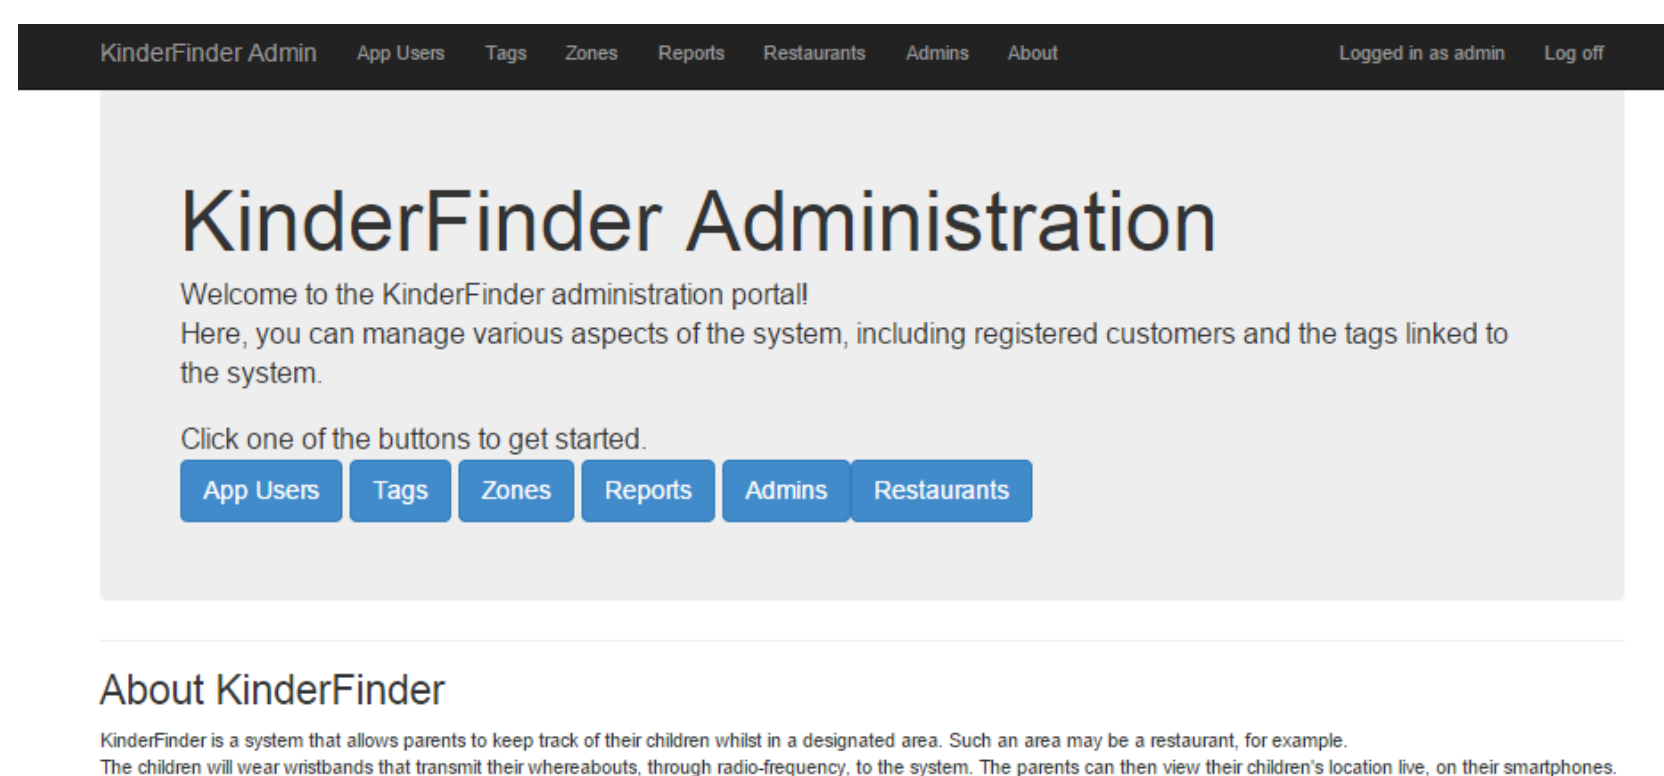 KinderFinder Admin App Users Tags Zones Reports Restaurants Admins About Logged in as admin Log off
KinderFinder Administration
Welcome to the KinderFinder administration portal!
Here, you can manage various aspects of the system, including registered customers and the tags linked to
the system.
Click one of the buttons to get started.
App Users Tags Zones Reports Admins Restaurants
About KinderFinder
KinderFinder is a system that allows parents to keep track of their children whilst in a designated area. Such an area may be a restaurant, for example.
The children will wear wristbands that transmit their whereabouts, through radio-frequency, to the system. The parents can then view their children's location live, on their smartphones.